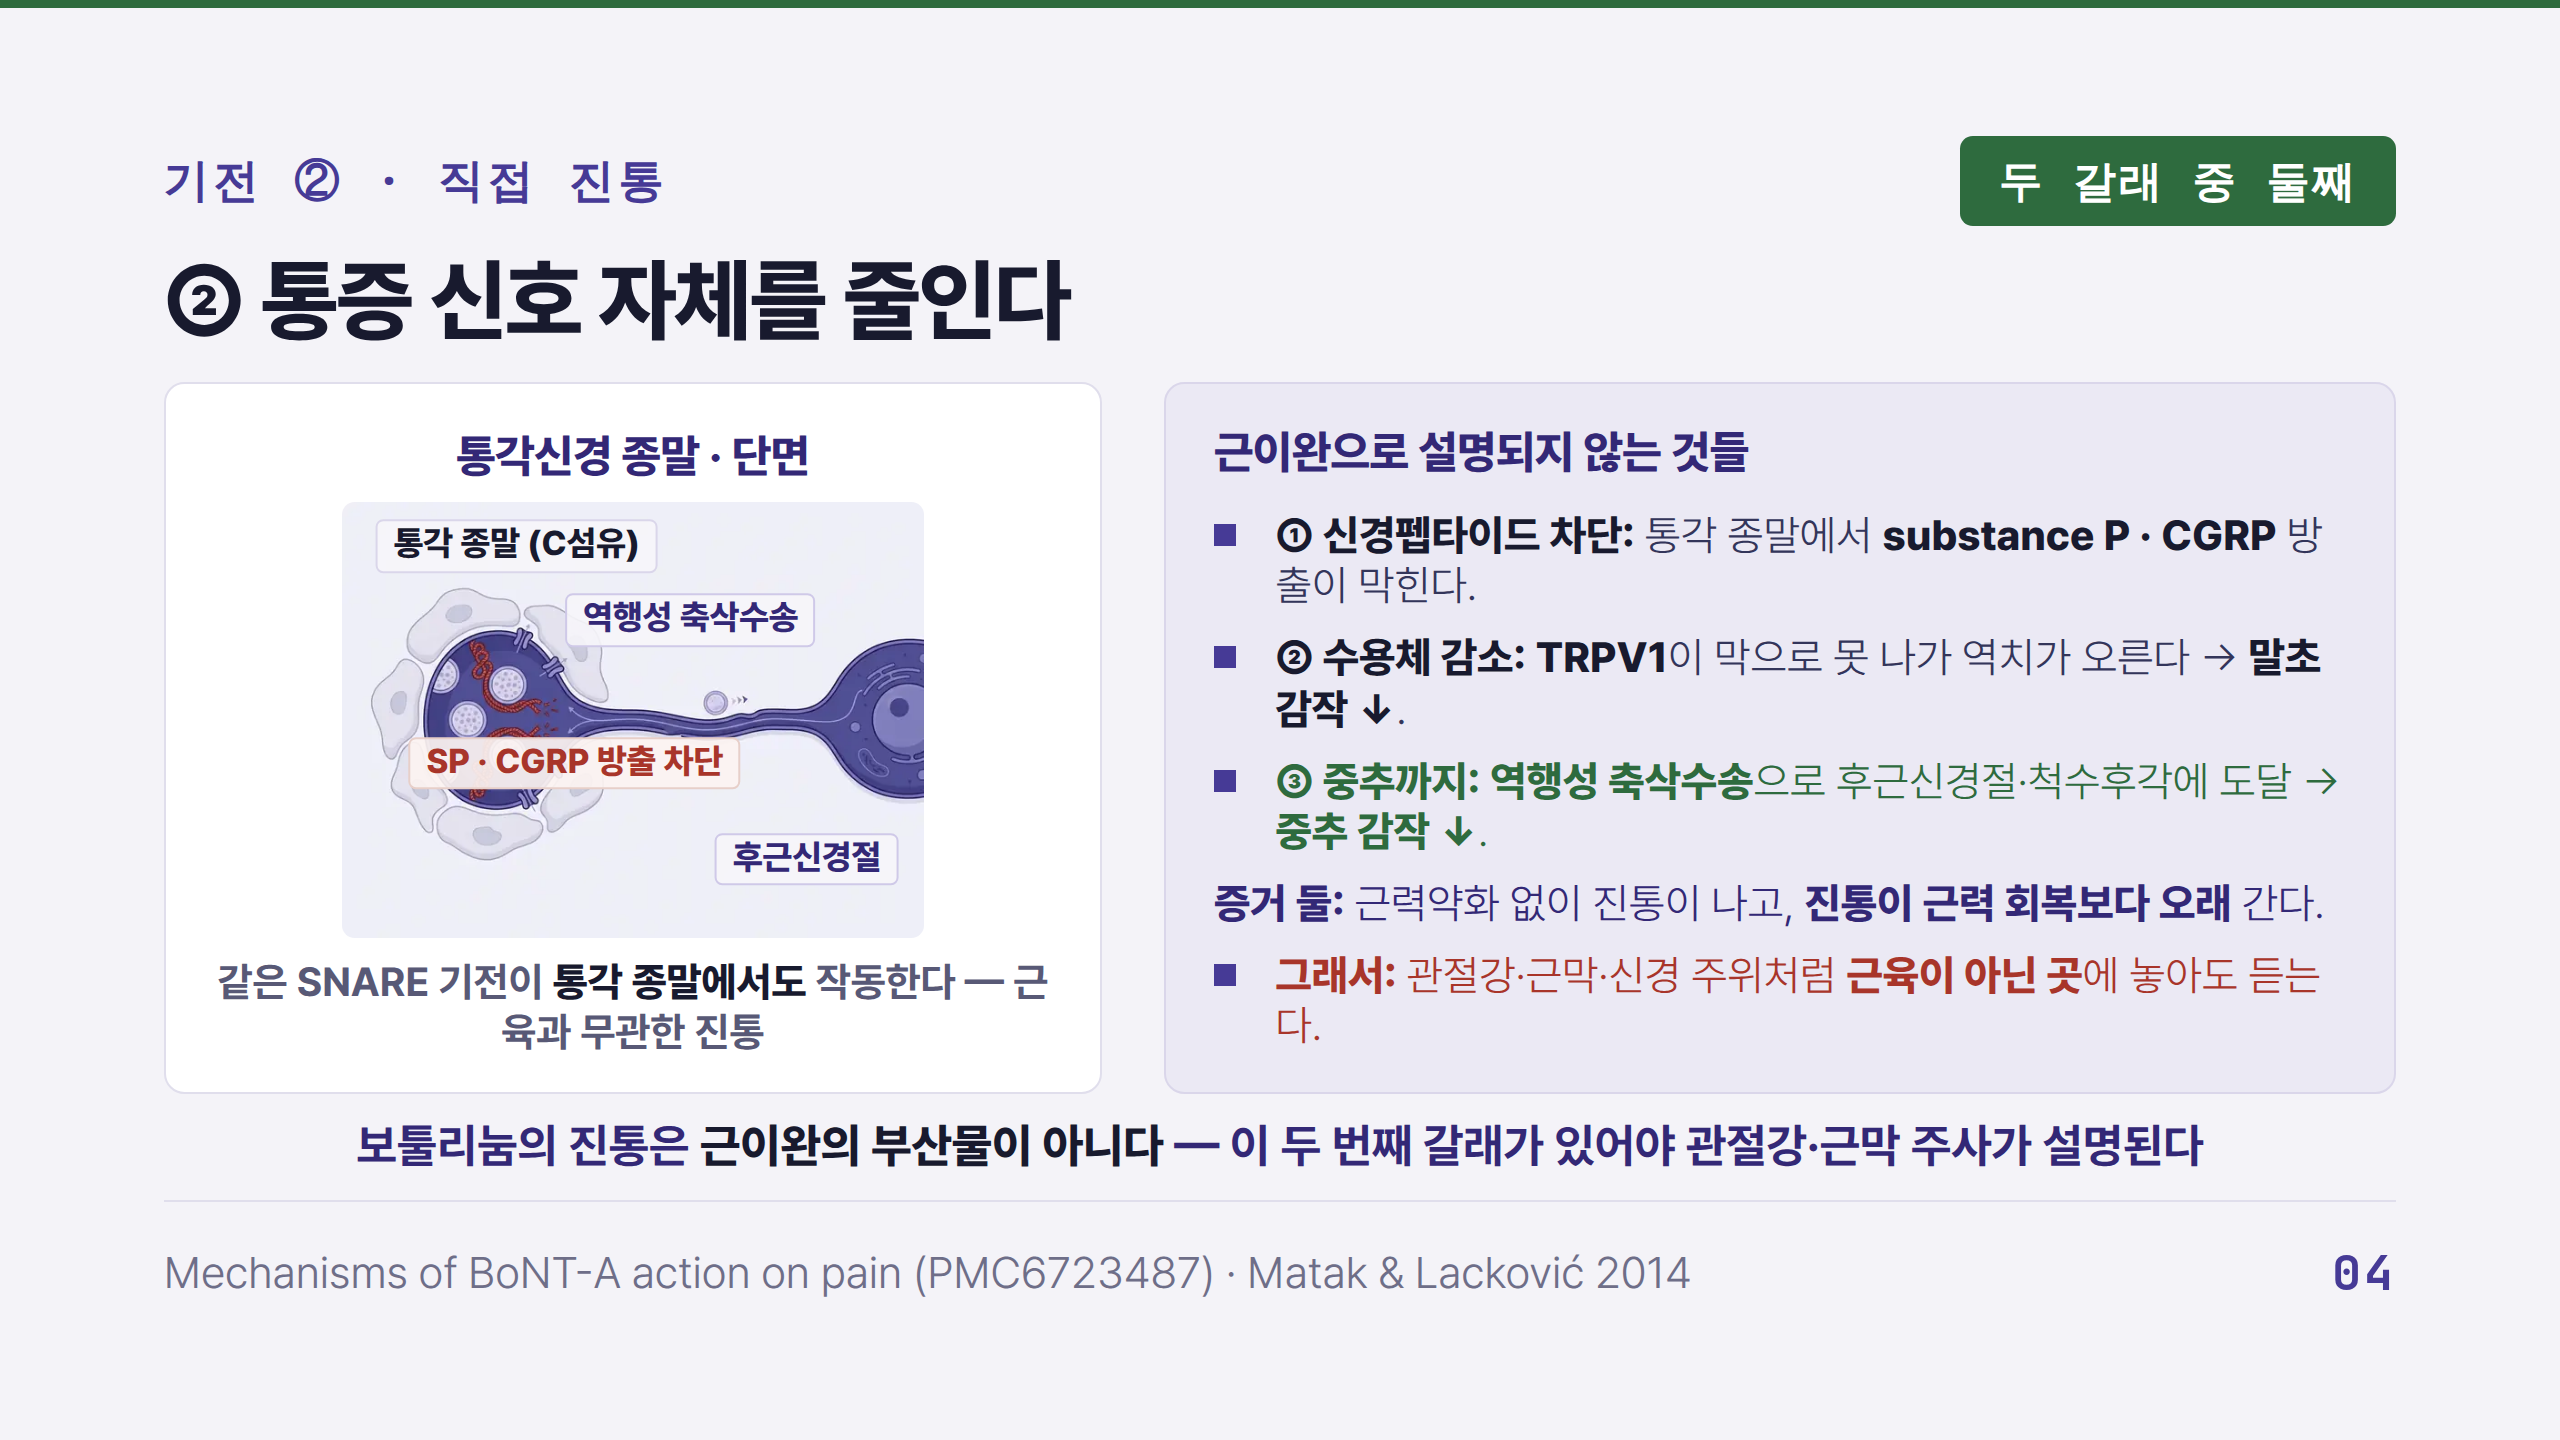 기전 ② · 직접 진통
두 갈래 중 둘째
② 통증 신호 자체를 줄인다
통각신경 종말 · 단면
통각 종말 (C섬유)
역행성 축삭수송
SP · CGRP 방출 차단
후근신경절
같은 SNARE 기전이 통각 종말에서도 작동한다 — 근
육과 무관한 진통
근이완으로 설명되지 않는 것들
① 신경펩타이드 차단: 통각 종말에서 substance P · CGRP 방
출이 막힌다.
② 수용체 감소: TRPV1이 막으로 못 나가 역치가 오른다 → 말초
감작 ↓.
③ 중추까지: 역행성 축삭수송으로 후근신경절·척수후각에 도달 →
중추 감작 ↓.
증거 둘: 근력약화 없이 진통이 나고, 진통이 근력 회복보다 오래 간다.
그래서: 관절강·근막·신경 주위처럼 근육이 아닌 곳에 놓아도 듣는
다.
보툴리눔의 진통은 근이완의 부산물이 아니다 — 이 두 번째 갈래가 있어야 관절강·근막 주사가 설명된다
Mechanisms of BoNT-A action on pain (PMC6723487) · Matak & Lacković 2014
04